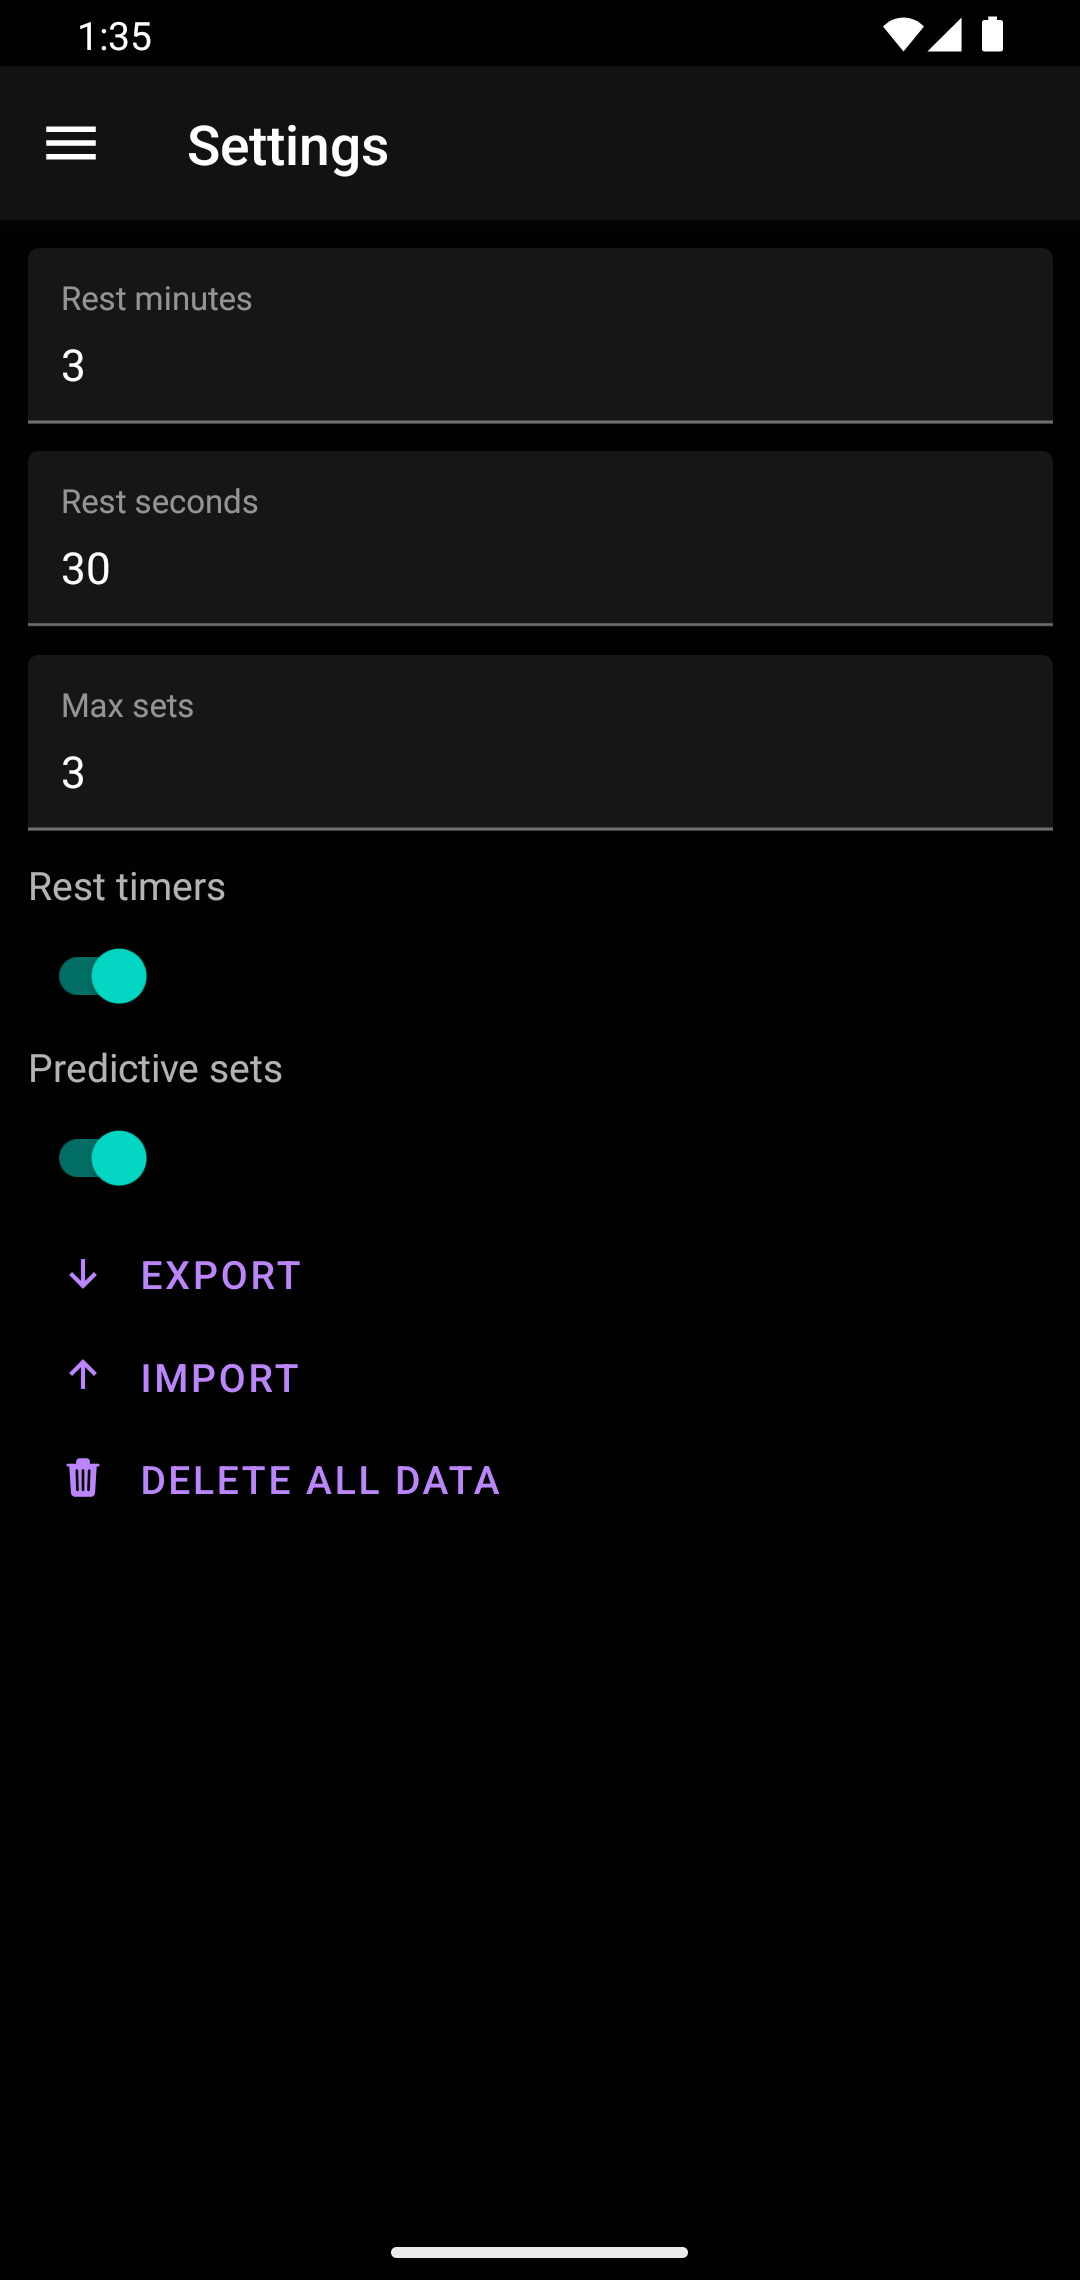 1:35
Settings
Rest minutes
3
Rest seconds
30
Max sets
3
Rest timers
Predictive sets
EXPORT
IMPORT
DELETE ALL DATA